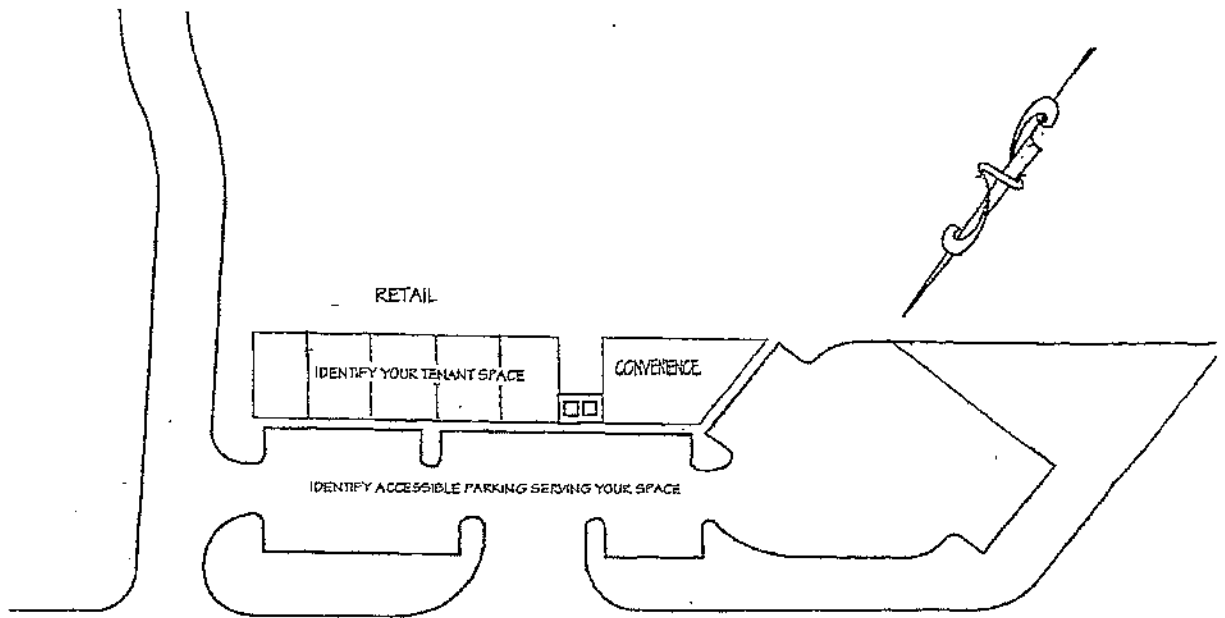 RETAIL
IDENTIFY YOUR TENANT SPACE
CONVENIENCE
IDENTIFY ACCESSIBLE PARKING SERVING YOUR SPACE